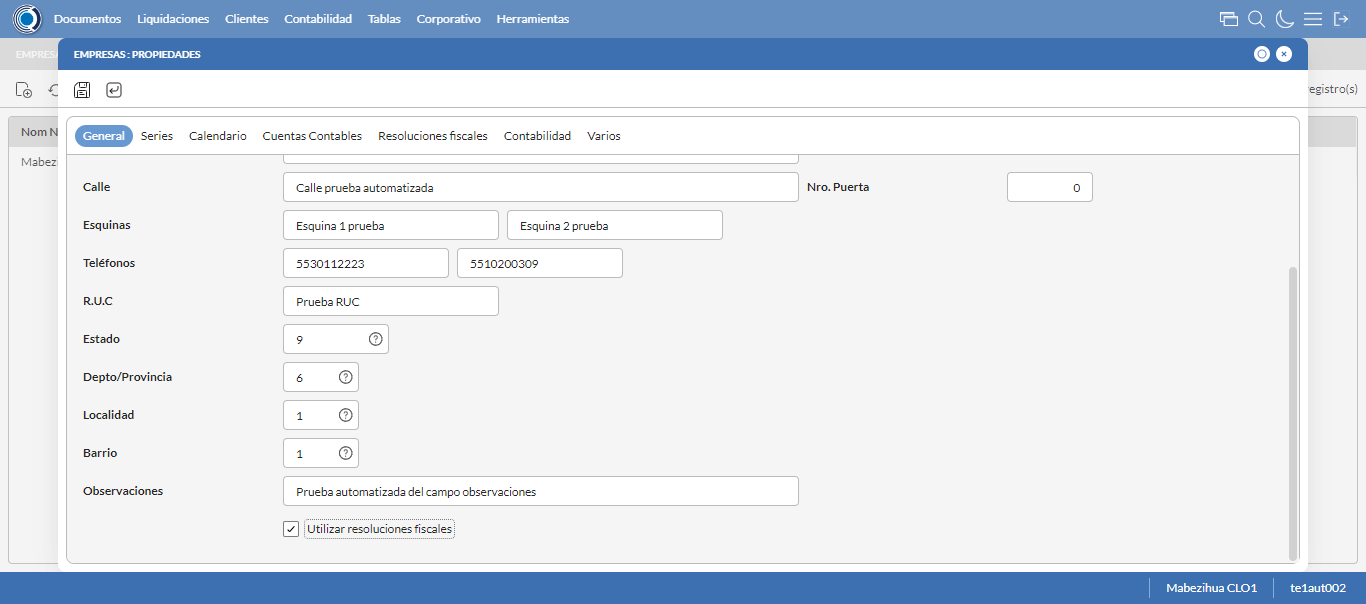 Documentos Liquidaciones Clientes Contabilidad Tablas Corporativo Herramientas
EMPRESAS : PROPIEDADES
egistro(s)
General Series Calendario Cuentas Contables Resoluciones fiscales Contabilidad Varios
Nom N
Mabezi
Calle Calle prueba automatizada Nro. Puerta 0
Esquinas Esquina 1 prueba Esquina 2 prueba
Teléfonos 5530112223 5510200309
R.U.C Prueba RUC
Estado 9
Depto/Provincia 6
Localidad 1
Barrio 1
Observaciones Prueba automatizada del campo observaciones
Utilizar resoluciones fiscales
Mabezihua CLO1 te1aut002